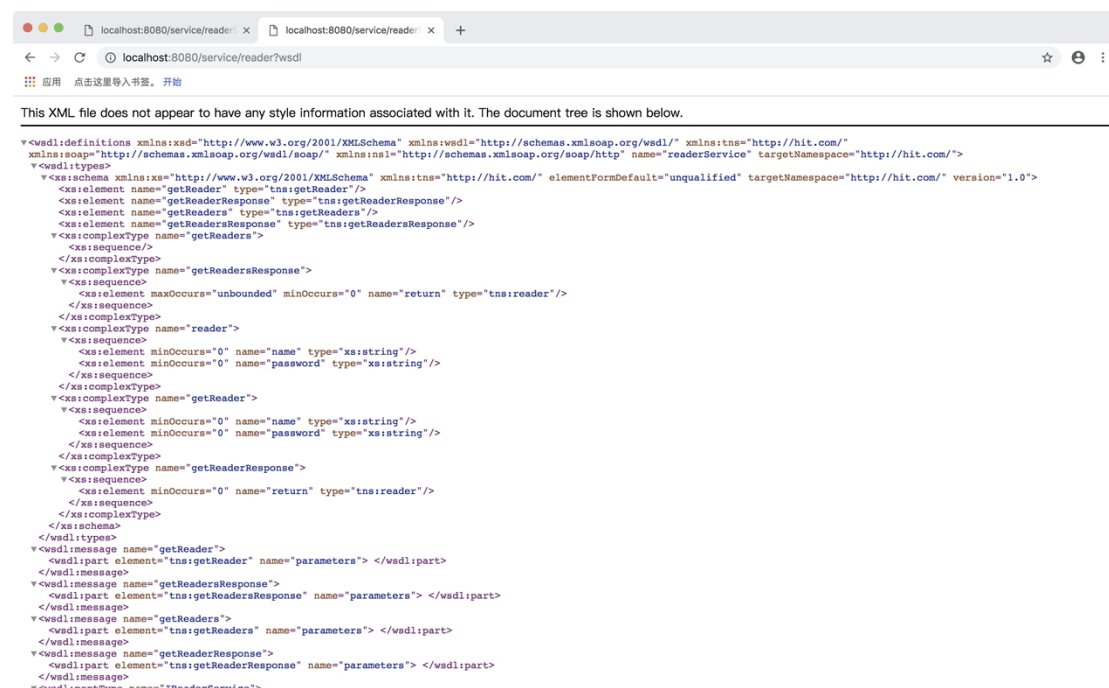 localhost:8080/service/reader
localhost:8080/service/reader?
localhost:8080/service/reader?wsdl
应用 点击这里导入书签。 开始
This XML file does not appear to have any style information associated with it. The document tree is shown below.
▼<wsdl:definitions xmlns:xsd="http://www.w3.org/2001/XMLSchema" xmlns:wsdl="http://schemas.xmlsoap.org/wsdl/" xmlns:tns="http://hit.com/"
xmlns:soap="http://schemas.xmlsoap.org/wsdl/soap/" xmlns:ns1="http://schemas.xmlsoap.org/soap/http" name="readerService" targetNamespace="http://hit.com/">
▼<wsdl:types>
▼<xs:schema xmlns:xs="http://www.w3.org/2001/XMLSchema" xmlns:tns="http://hit.com/" elementFormDefault="unqualified" targetNamespace="http://hit.com/" version="1.0">
<xs:element name="getReader" type="tns:getReader"/>
<xs:element name="getReaderResponse" type="tns:getReaderResponse"/>
<xs:element name="getReaders" type="tns:getReaders"/>
<xs:element name="getReadersResponse" type="tns:getReadersResponse"/>
▼<xs:complexType name="getReaders">
<xs:sequence/>
</xs:complexType>
▼<xs:complexType name="getReadersResponse">
▼<xs:sequence>
<xs:element maxOccurs="unbounded" minOccurs="0" name="return" type="tns:reader"/>
</xs:sequence>
</xs:complexType>
▼<xs:complexType name="reader">
▼<xs:sequence>
<xs:element minOccurs="0" name="name" type="xs:string"/>
<xs:element minOccurs="0" name="password" type="xs:string"/>
</xs:sequence>
</xs:complexType>
▼<xs:complexType name="getReader">
▼<xs:sequence>
<xs:element minOccurs="0" name="name" type="xs:string"/>
<xs:element minOccurs="0" name="password" type="xs:string"/>
</xs:sequence>
</xs:complexType>
▼<xs:complexType name="getReaderResponse">
▼<xs:sequence>
<xs:element minOccurs="0" name="return" type="tns:reader"/>
</xs:sequence>
</xs:complexType>
</xs:schema>
</wsdl:types>
▼<wsdl:message name="getReader">
<wsdl:part element="tns:getReader" name="parameters"> </wsdl:part>
</wsdl:message>
▼<wsdl:message name="getReadersResponse">
<wsdl:part element="tns:getReadersResponse" name="parameters"> </wsdl:part>
</wsdl:message>
▼<wsdl:message name="getReaders">
<wsdl:part element="tns:getReaders" name="parameters"> </wsdl:part>
</wsdl:message>
▼<wsdl:message name="getReaderResponse">
<wsdl:part element="tns:getReaderResponse" name="parameters"> </wsdl:part>
</wsdl:message>
▼<wsdl:portType name="IReaderService">